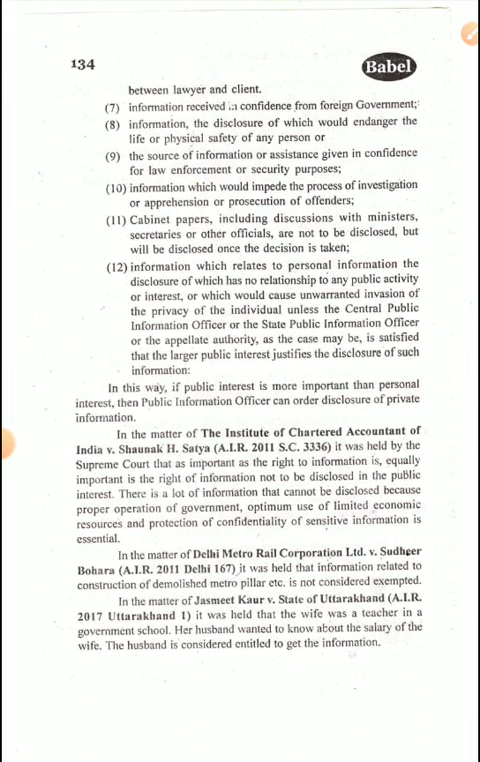 134
Babel
between lawyer and client.
(7) information received in confidence from foreign Government;
(8) information, the disclosure of which would endanger the
life or physical safety of any person or
(9) the source of information or assistance given in confidence
for law enforcement or security purposes;
(10) information which would impede the process of investigation
or apprehension or prosecution of offenders;
(11) Cabinet papers, including discussions with ministers,
secretaries or other officials, are not to be disclosed, but
will be disclosed once the decision is taken;
(12) information which relates to personal information the
disclosure of which has no relationship to any public activity
or interest, or which would cause unwarranted invasion of
the privacy of the individual unless the Central Public
Information Officer or the State Public Information Officer
or the appellate authority, as the case may be, is satisfied
that the larger public interest justifies the disclosure of such
information:
In this way, if public interest is more important than personal
interest, then Public Information Officer can order disclosure of private
information.
In the matter of The Institute of Chartered Accountant of
India v. Shaunak H. Satya (A.I.R. 2011 S.C. 3336) it was held by the
Supreme Court that as important as the right to information is, equally
important is the right of information not to be disclosed in the public
interest. There is a lot of information that cannot be disclosed because
proper operation of government, optimum use of limited economic
resources and protection of confidentiality of sensitive information is
essential.
In the matter of Delhi Metro Rail Corporation Ltd. v. Sudheer
Bohara (A.I.R. 2011 Delhi 167) it was held that information related to
construction of demolished metro pillar etc. is not considered exempted.
In the matter of Jasmeet Kaur v. State of Uttarakhand (A.I.R.
2017 Uttarakhand 1) it was held that the wife was a teacher in a
government school. Her husband wanted to know about the salary of the
wife. The husband is considered entitled to get the information.